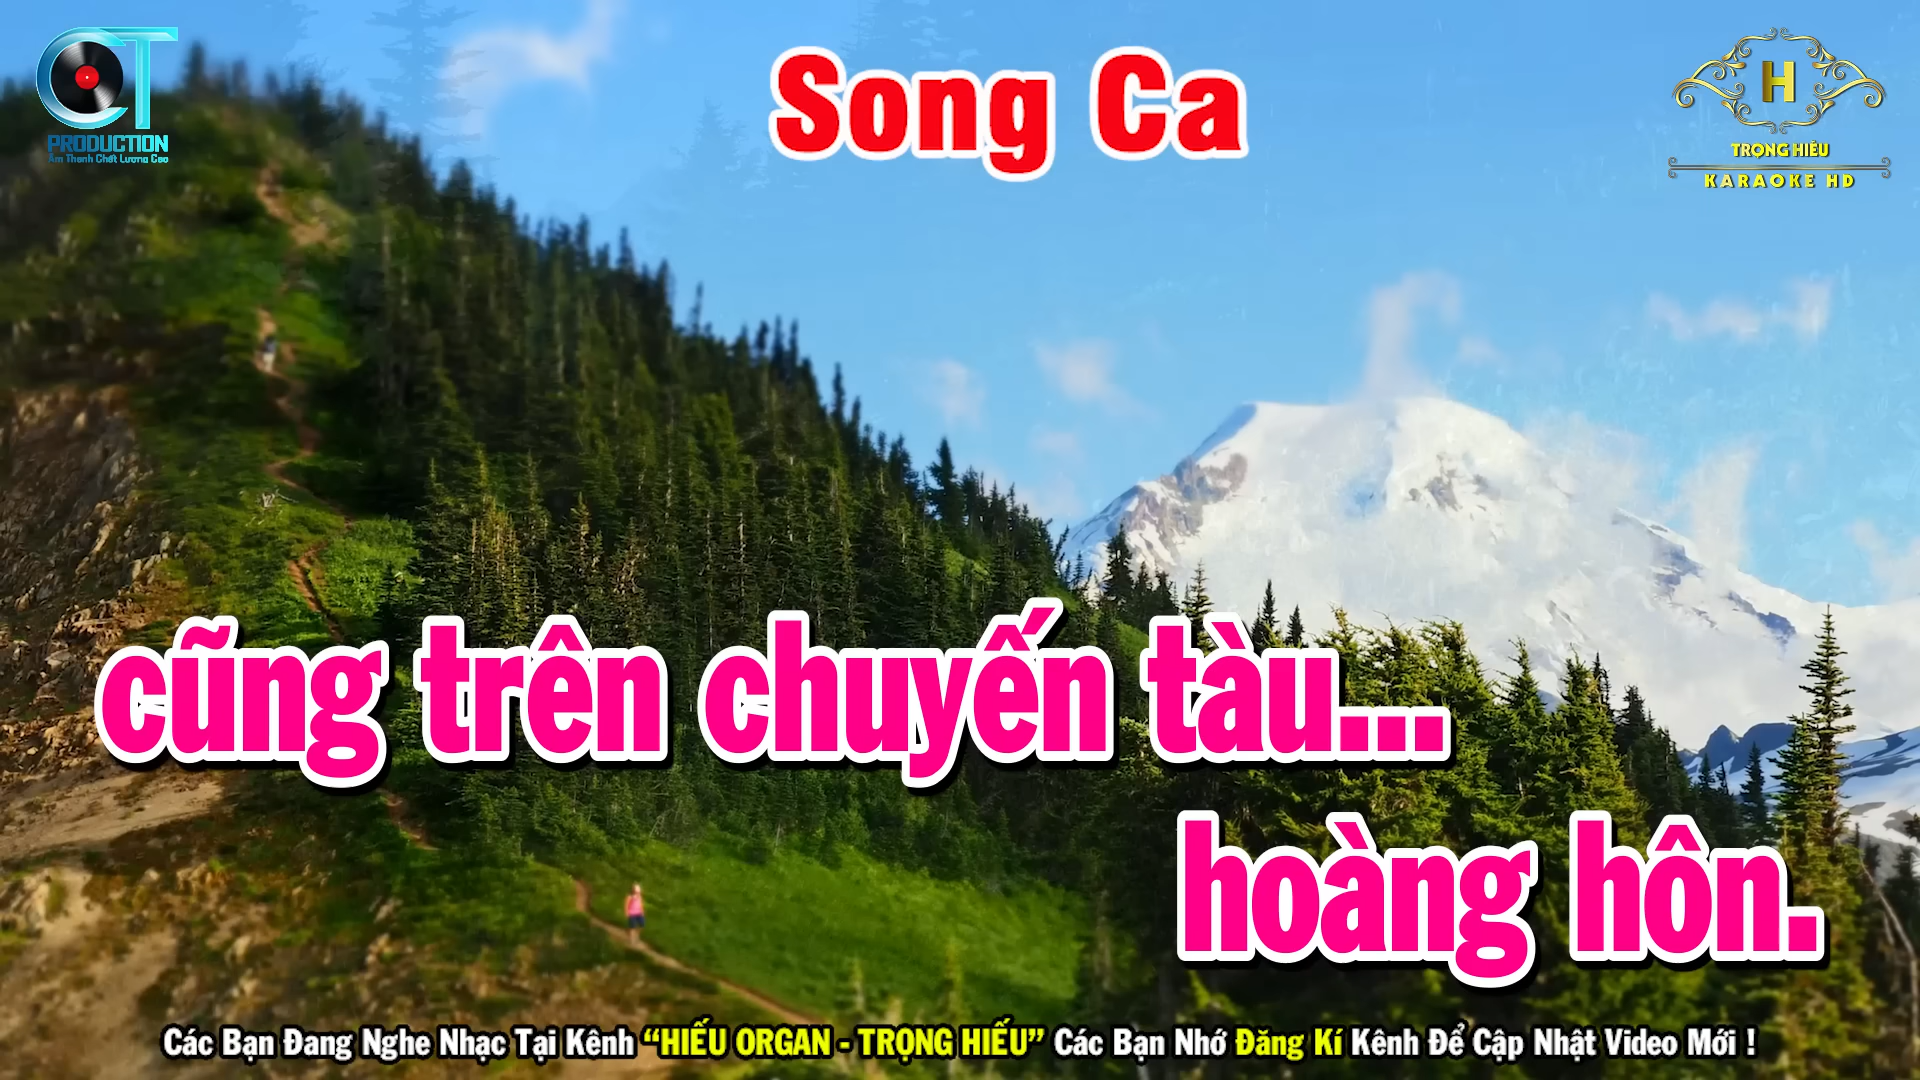 CT
PRODUCTION
Âm Thanh Chất Lượng Cao
Song Ca
H
TRỌNG HIẾU
KARAOKE HD
cũng trên chuyến tàu...
hoàng hôn.
Các Bạn Đang Nghe Nhạc Tại Kênh “HIẾU ORGAN - TRỌNG HIẾU” Các Bạn Nhớ Đăng Kí Kênh Để Cập Nhật Video Mới !